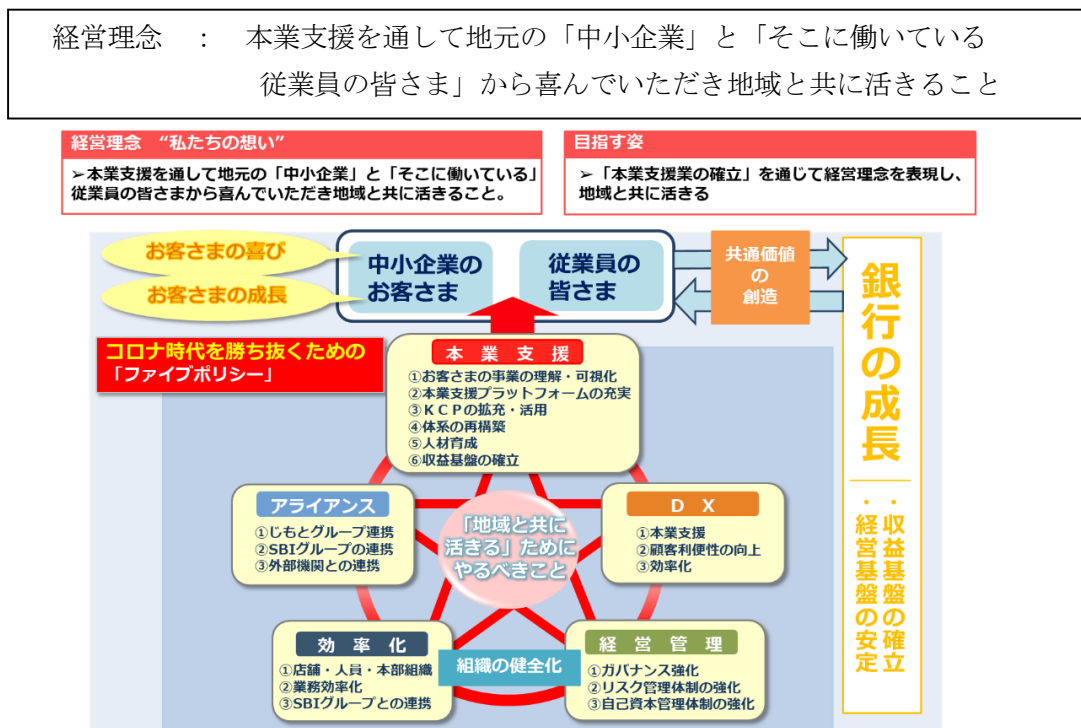 経営理念 : 本業支援を通して地元の「中小企業」と「そこに働いている
従業員の皆さま」から喜んでいただき地域と共に活きること
経営理念 “私たちの想い”
➢本業支援を通して地元の「中小企業」と「そこに働いている」
従業員の皆さまから喜んでいただき地域と共に活きること。
目指す姿
➢「本業支援業の確立」を通じて経営理念を表現し、
地域と共に活きる
お客さまの喜び
お客さまの成長
中小企業の
お客さま
従業員の
皆さま
共通価値
の
創造
銀行の成長
・収益基盤の確立
・経営基盤の安定
コロナ時代を勝ち抜くための
「ファイブポリシー」
本業支援
①お客さまの事業の理解・可視化
②本業支援プラットフォームの充実
③KCPの拡充・活用
④体系の再構築
⑤人材育成
⑥収益基盤の確立
アライアンス
①じもとグループ連携
②SBIグループの連携
③外部機関との連携
「地域と共に
活きる」ために
やるべきこと
DX
①本業支援
②顧客利便性の向上
③効率化
効率化
①店舗・人員・本部組織
②業務効率化
③SBIグループとの連携
組織の健全化
経営管理
①ガバナンス強化
②リスク管理体制の強化
③自己資本管理体制の強化